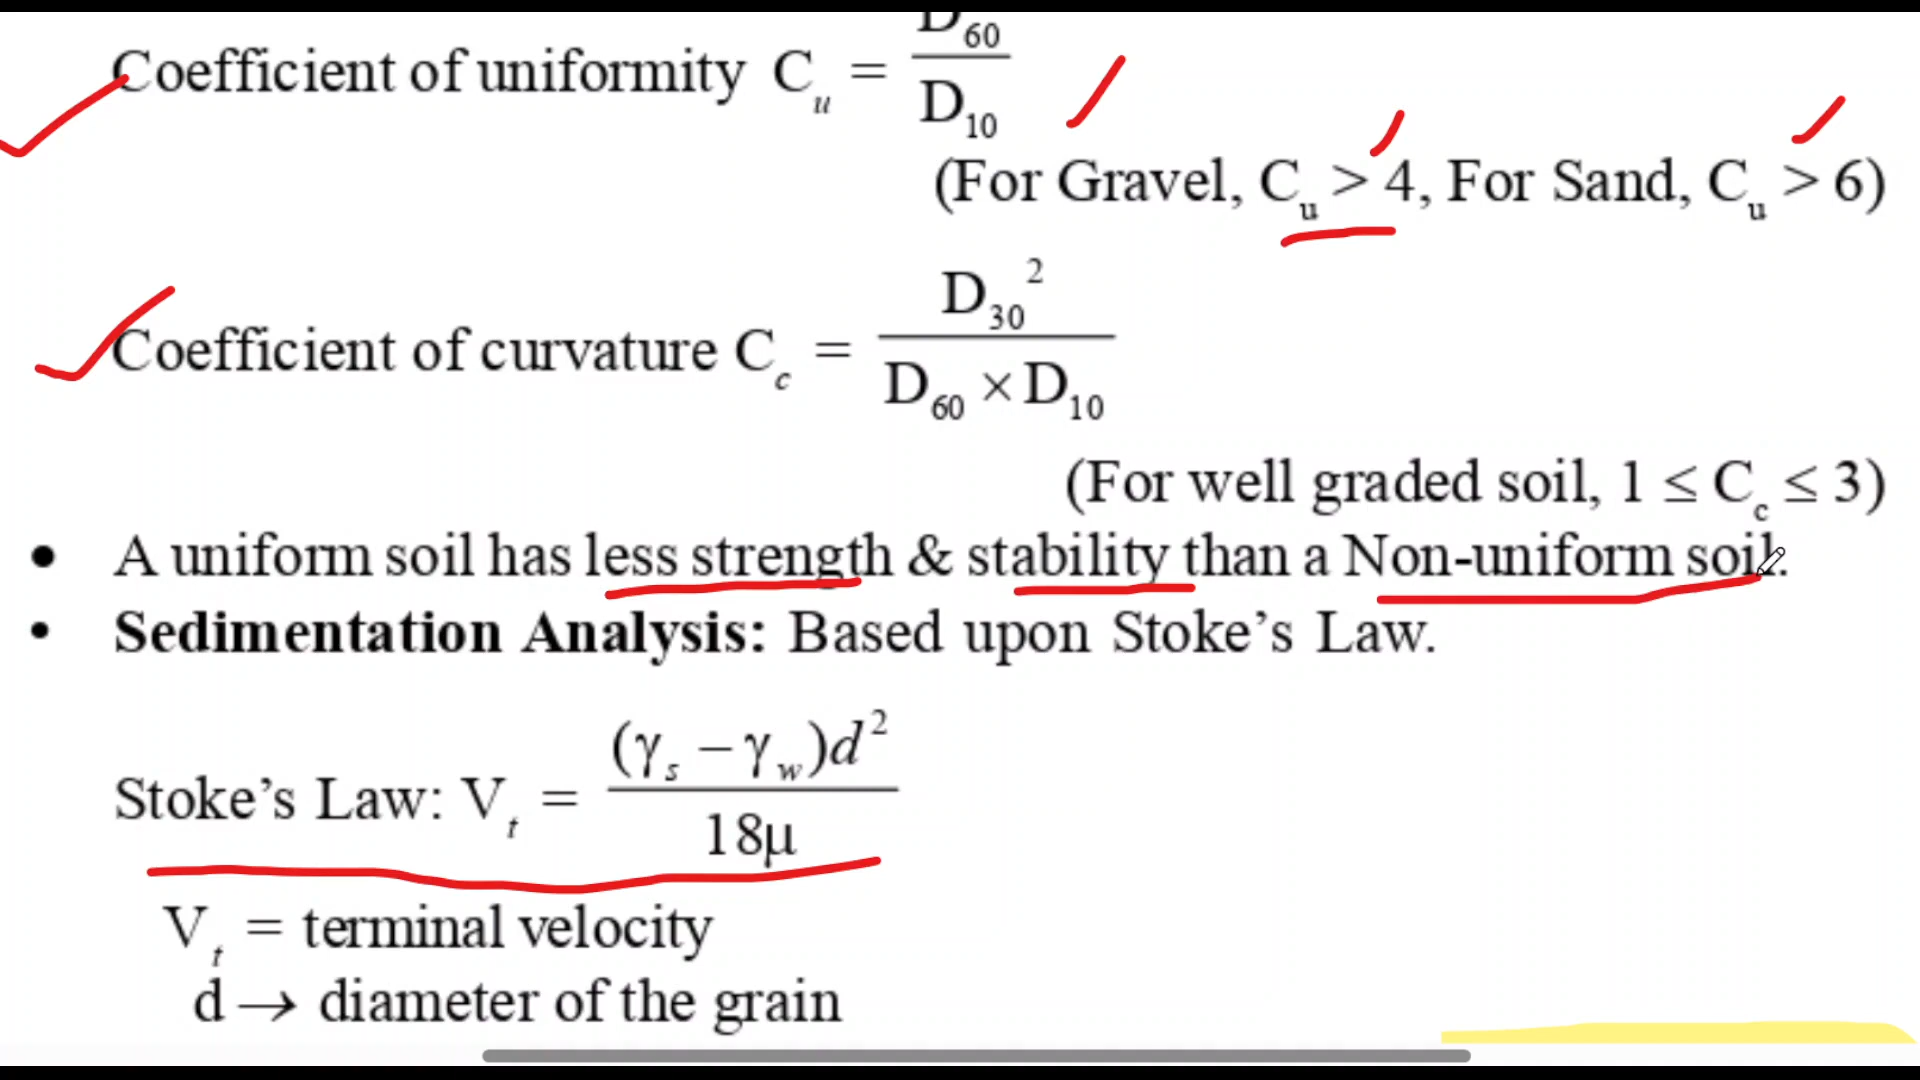 Coefficient of uniformity Cu = D60 / D10
(For Gravel, Cu > 4, For Sand, Cu > 6)
Coefficient of curvature Cc = D30² / D60 × D10
(For well graded soil, 1 ≤ Cc ≤ 3)
• A uniform soil has less strength & stability than a Non-uniform soil.
• Sedimentation Analysis: Based upon Stoke’s Law.
Stoke’s Law: Vt = (γs − γw)d² / 18μ
Vt = terminal velocity
d → diameter of the grain